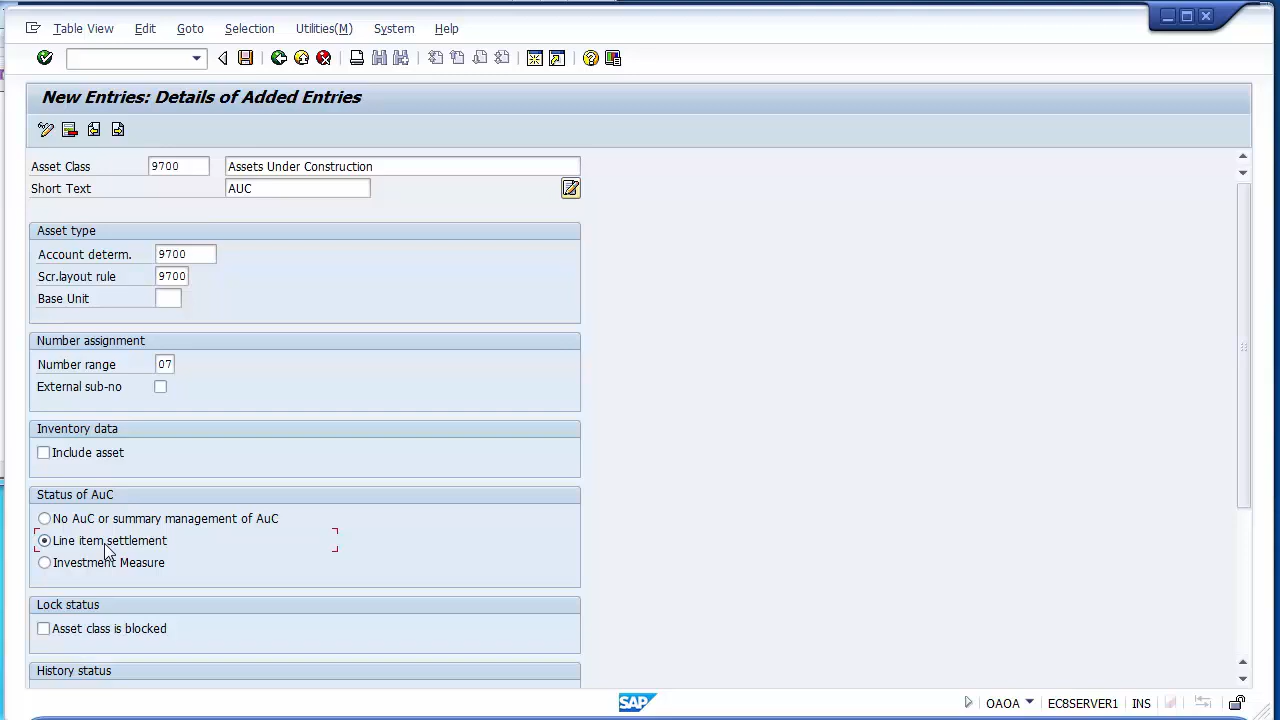 Table View Edit Goto Selection Utilities(M) System Help
New Entries: Details of Added Entries
Asset Class 9700 Assets Under Construction
Short Text AUC
Asset type
Account determ. 9700
Scr.layout rule 9700
Base Unit
Number assignment
Number range 07
External sub-no
Inventory data
Include asset
Status of AuC
No AuC or summary management of AuC
Line item settlement
Investment Measure
Lock status
Asset class is blocked
History status
SAP OAOA EC8SERVER1 INS